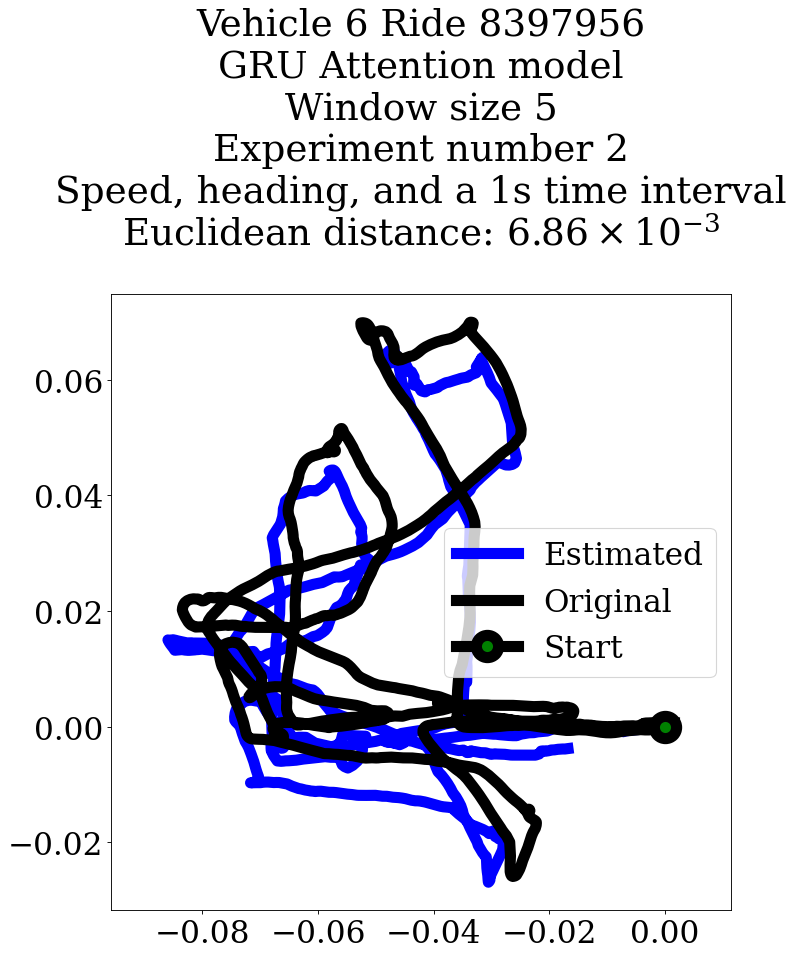 Vehicle 6 Ride 8397956
GRU Attention model
Window size 5
Experiment number 2
Speed, heading, and a 1s time interval
Euclidean distance: 6.86 × 10⁻³
0.06
0.04
0.02
0.00
−0.02
Estimated
Original
Start
−0.08 −0.06 −0.04 −0.02 0.00